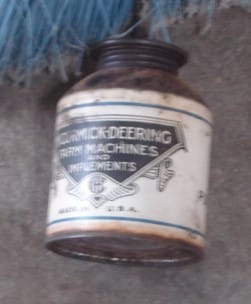 McCORMICK-DEERING
FARM MACHINES
AND
IMPLEMENTS
MADE IN U.S.A.